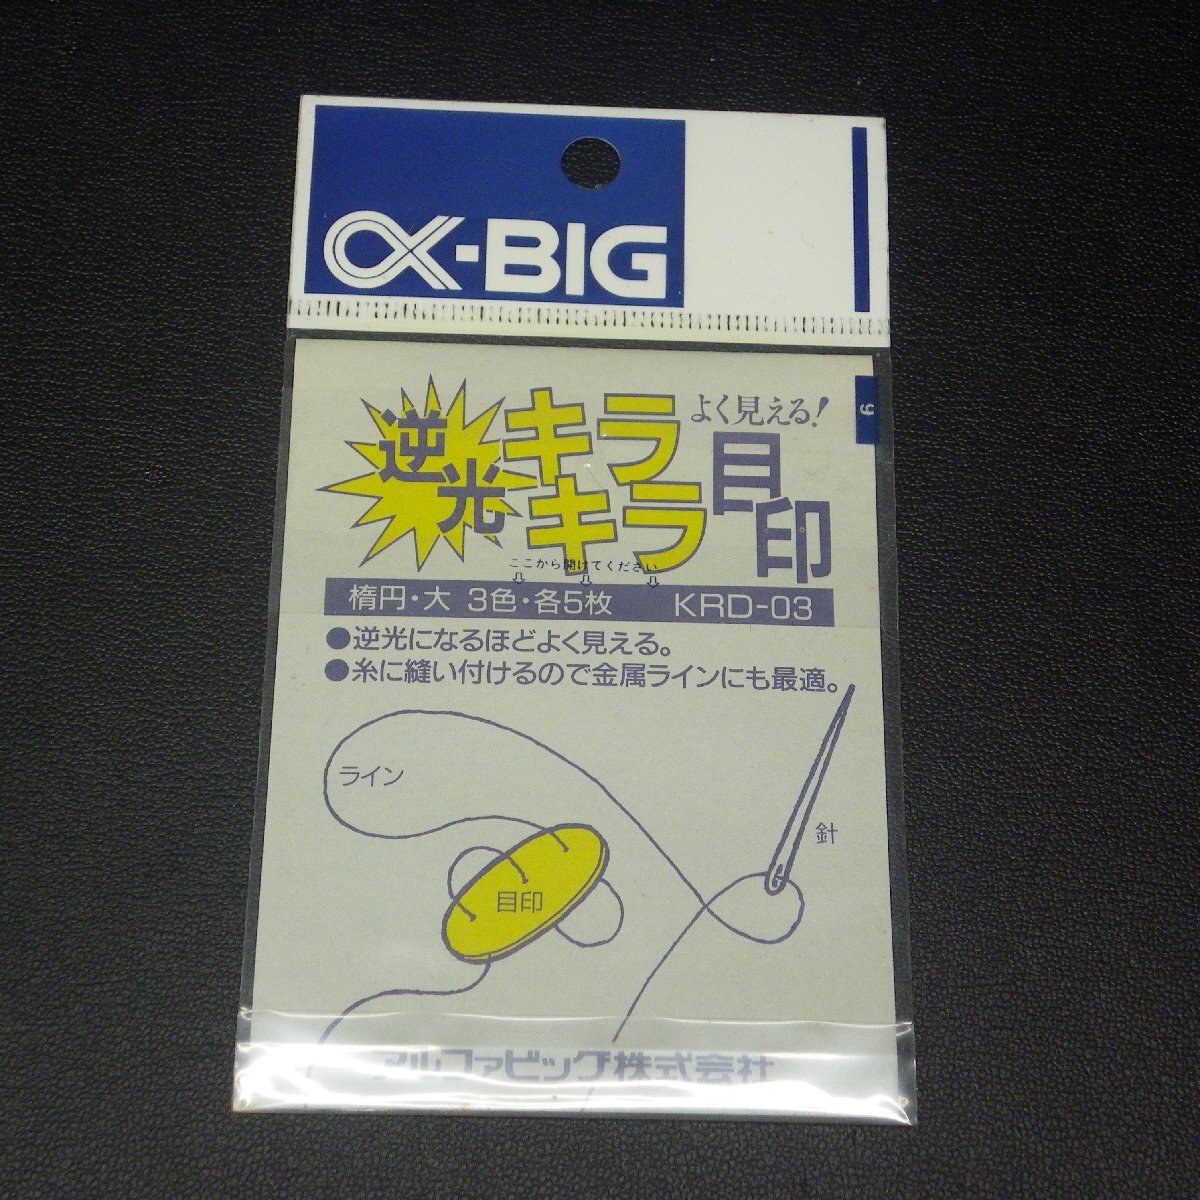 α-BIG
9
逆光
キラキラ
よく見える!
目印
ここから開けてください。
楕円・大 3色・各5枚 KRD-03
●逆光になるほどよく見える。
●糸に縫い付けるので金属ラインにも最適。
ライン
針
目印
アルファビッグ株式会社